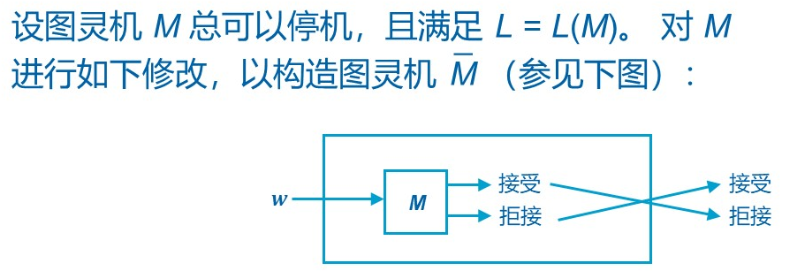 设图灵机 M 总可以停机，且满足 L = L(M)。 对 M
进行如下修改，以构造图灵机 M̅ （参见下图）：
接受 接受
w M
拒接 拒接